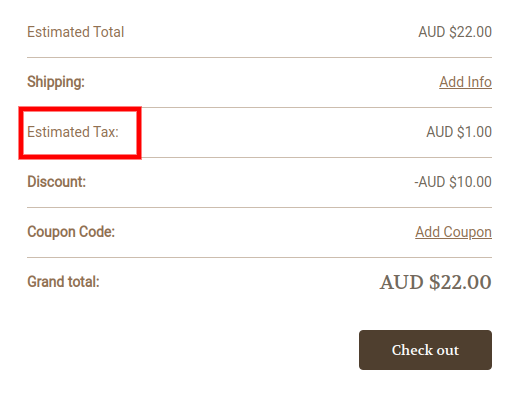 Estimated Total AUD $22.00
Shipping: Add Info
Estimated Tax: AUD $1.00
Discount: -AUD $10.00
Coupon Code: Add Coupon
Grand total: AUD $22.00
Check out